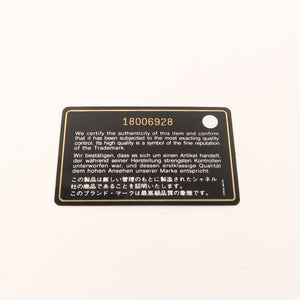 18006928
We certify the authenticity of this item and confirm
that it has been subjected to the most exacting quality
control. Its high quality is a symbol of the fine reputation
of the Trademark.
Wir bestätigen, dass es sich um einen Artikel handelt,
der während seiner Herstellung strengsten Kontrollen
unterworfen war, und dessen erstklassige Qualität
dem hohen Ansehen unserer Marke entspricht.
この製品は厳しい管理のもとに製造されたシャネル
社の商品であることを証明いたします。
このブランド・マークは最高級品質の象徴です。